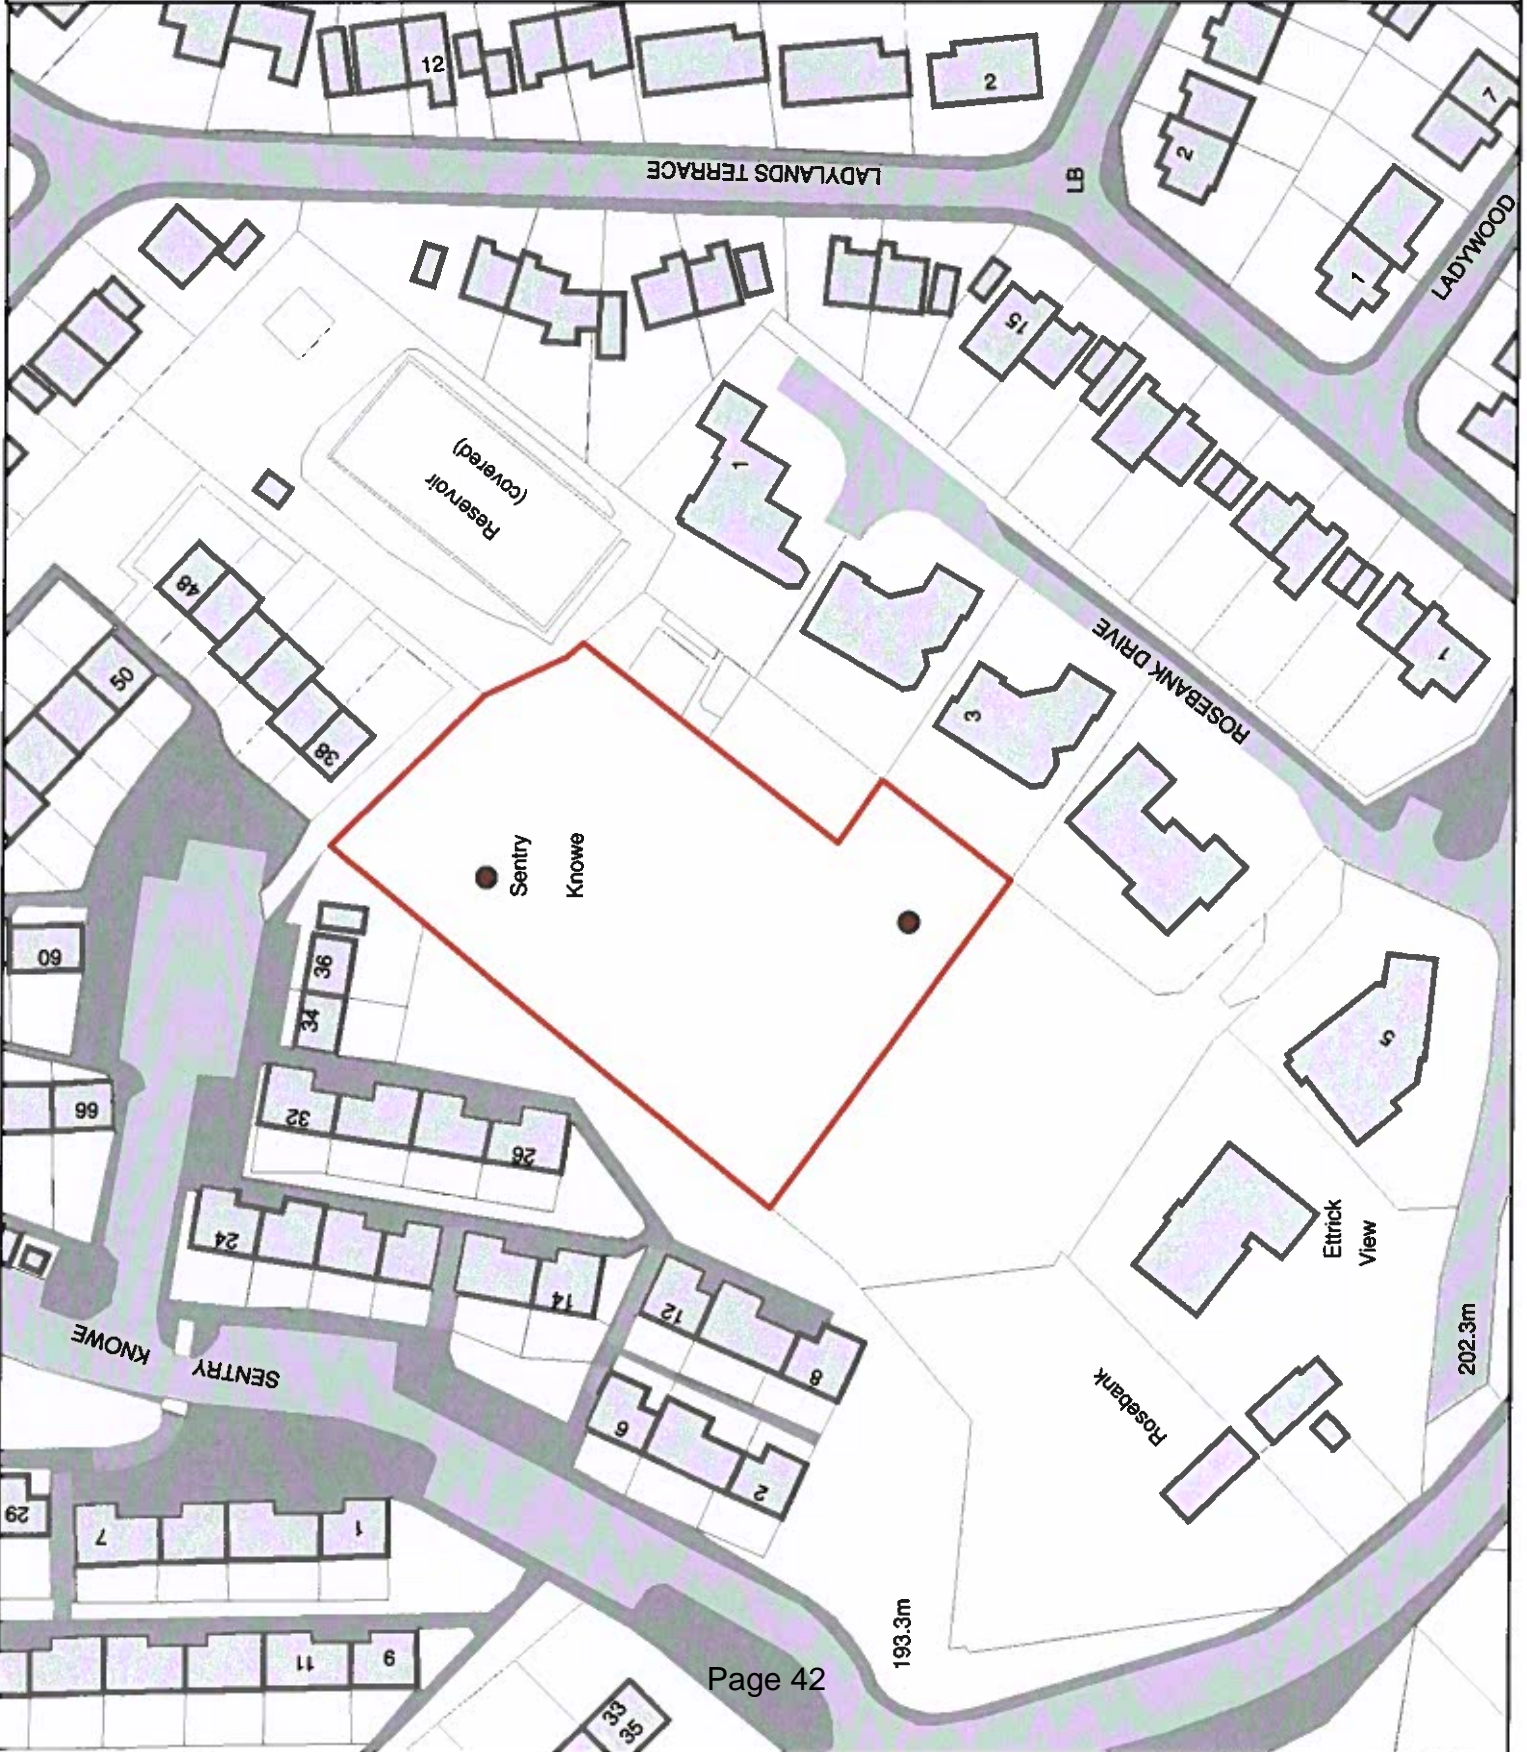 12
2
LADYLANDS TERRACE
LB
2
7
1
LADYWOOD
15
Reservoir
(covered)
1
48
50
38
3
ROSEBANK DRIVE
1
Sentry
Knowe
60
36
34
66
32
26
5
24
14
Ettrick
View
12
8
SENTRY KNOWE
202.3m
Rosebank
6
2
29
7
1
193.3m
11
9
33
35
Page 42